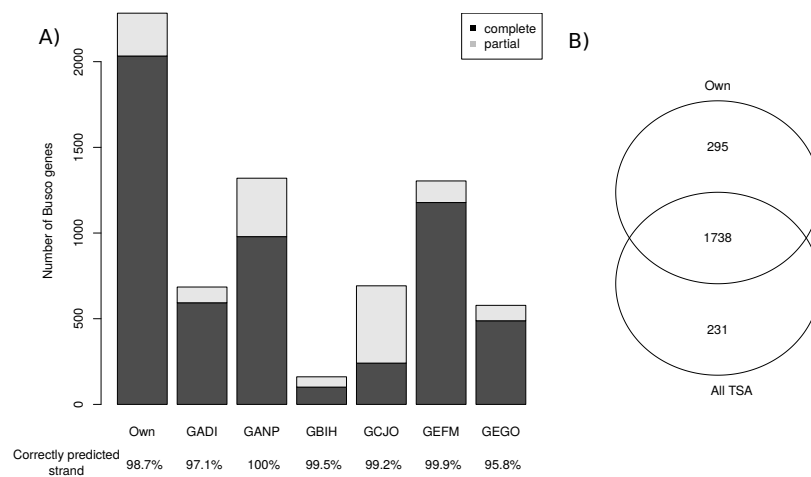 A)
complete
partial
Number of Busco genes
2000
1500
1000
500
0
Own GADI GANP GBIH GCJO GEFM GEGO
Correctly predicted
strand
98.7% 97.1% 100% 99.5% 99.2% 99.9% 95.8%
B)
Own
295
1738
231
All TSA